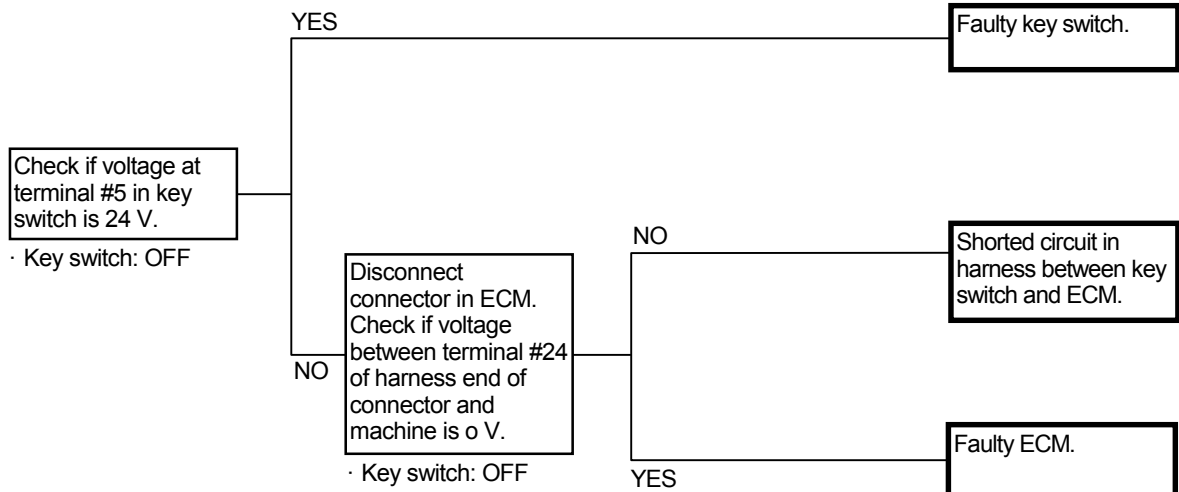 YES
Faulty key switch.
Check if voltage at
terminal #5 in key
switch is 24 V.
· Key switch: OFF
NO
Disconnect
connector in ECM.
Check if voltage
between terminal #24
of harness end of
connector and
machine is o V.
· Key switch: OFF
NO
Shorted circuit in
harness between key
switch and ECM.
YES
Faulty ECM.